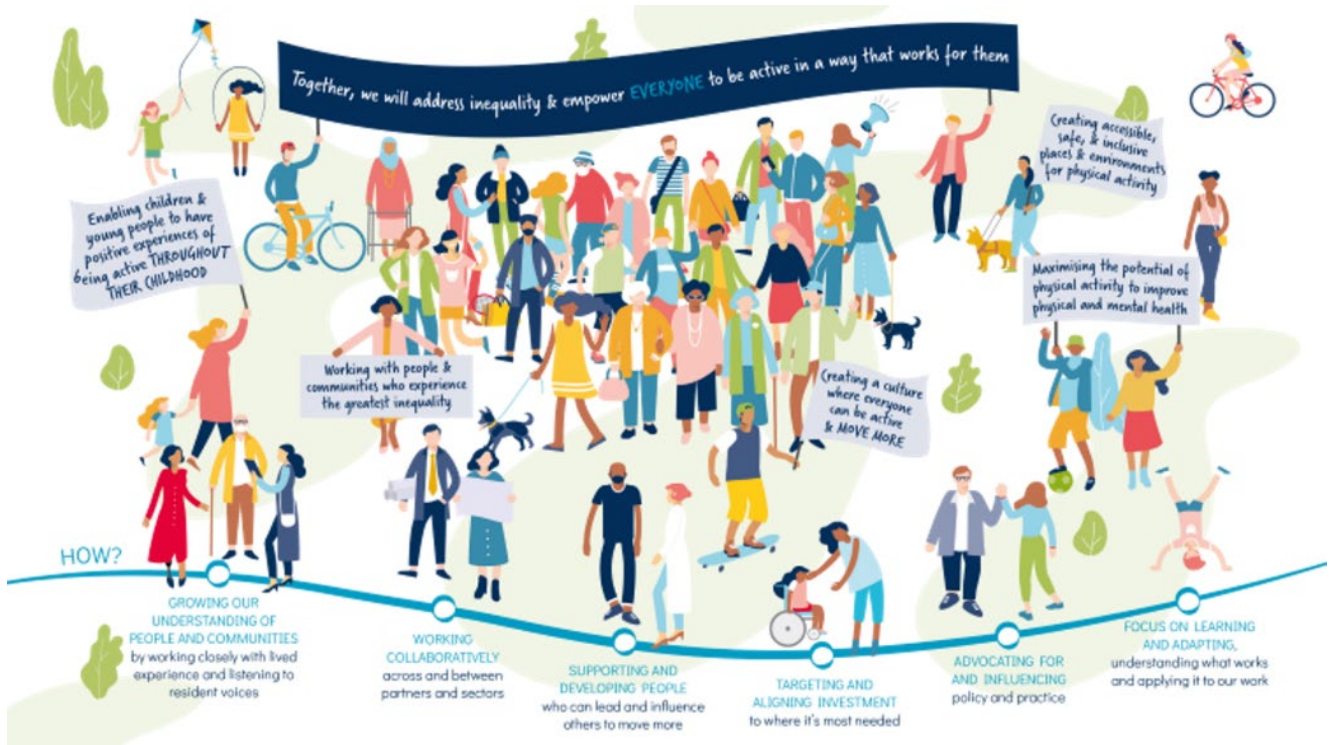 Together, we will address inequality & empower EVERYONE to be active in a way that works for them
Creating accessible,
safe, & inclusive
places & environments
for physical activity
Enabling children &
young people to have
positive experiences of
being active THROUGHOUT
THEIR CHILDHOOD
Maximising the potential of
physical activity to improve
physical and mental health
Working with people &
communities who experience
the greatest inequality
Creating a culture
where everyone
can be active
& MOVE MORE
HOW?
GROWING OUR
UNDERSTANDING OF
PEOPLE AND COMMUNITIES
by working closely with lived
experience and listening to
resident voices
WORKING
COLLABORATIVELY
across and between
partners and sectors
SUPPORTING AND
DEVELOPING PEOPLE
who can lead and influence
others to move more
TARGETING AND
ALIGNING INVESTMENT
to where it's most needed
ADVOCATING FOR
AND INFLUENCING
policy and practice
FOCUS ON LEARNING
AND ADAPTING,
understanding what works
and applying it to our work